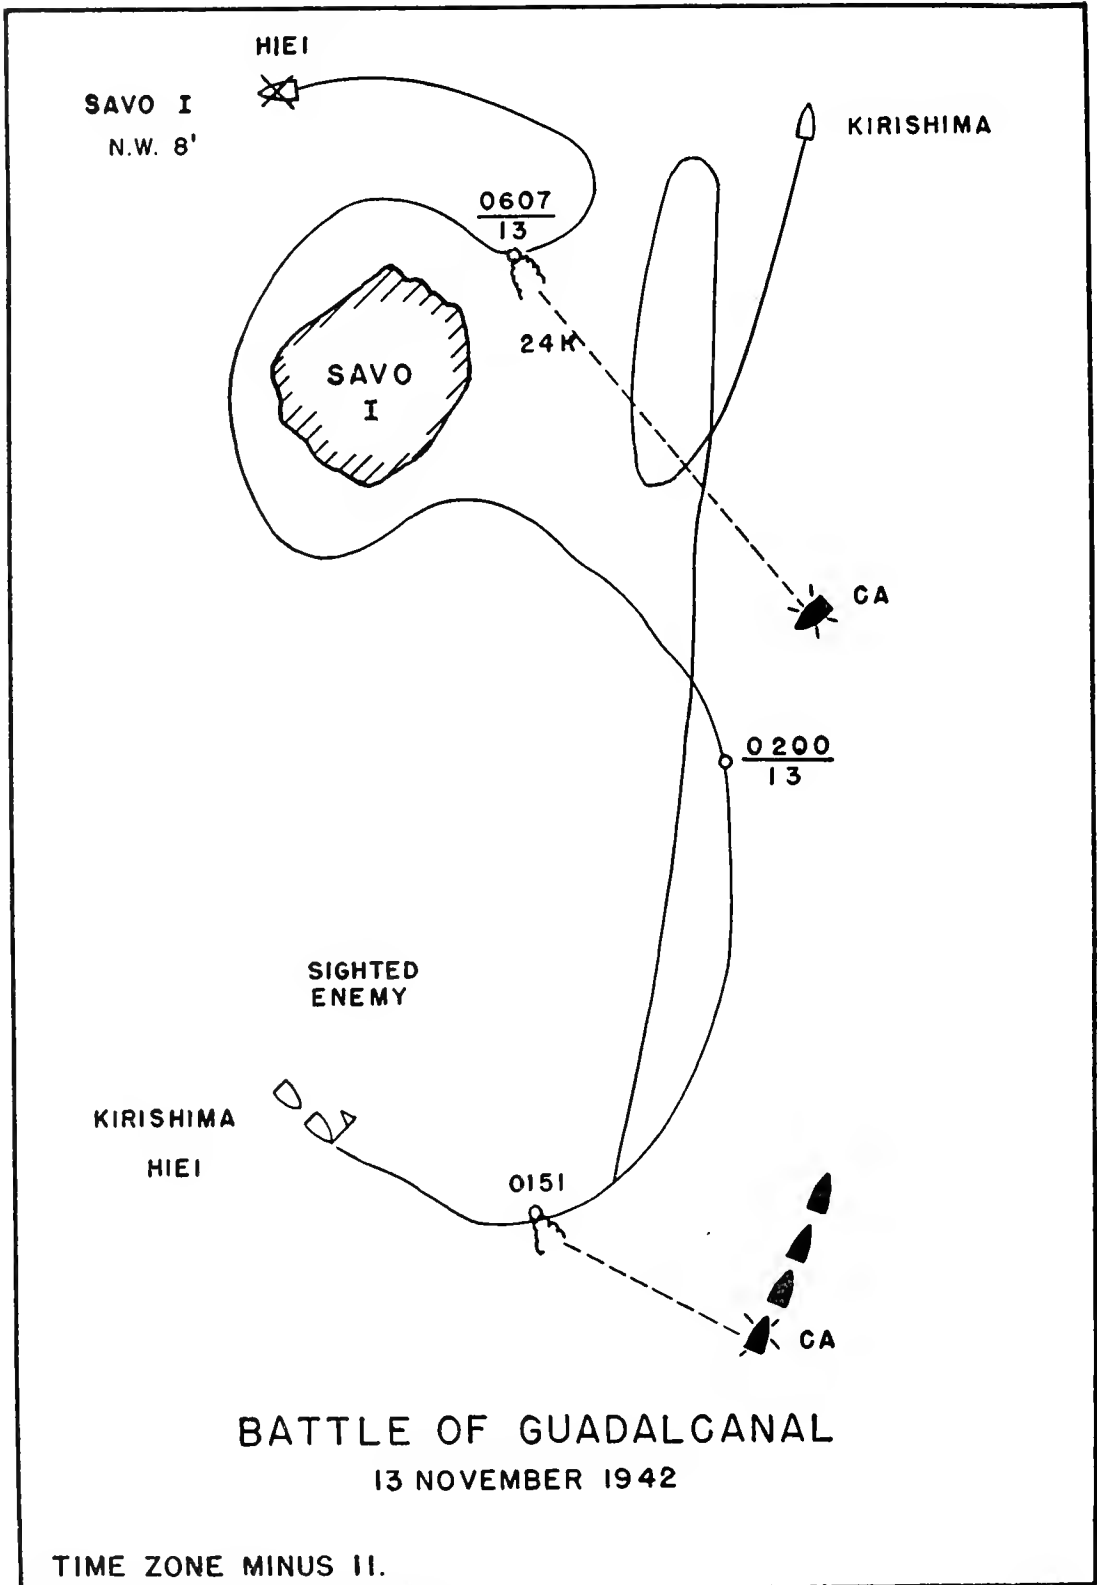 HIEI
SAVO I
N.W. 8'
KIRISHIMA
0607
13
24K
SAVO
I
CA
0200
13
SIGHTED
ENEMY
KIRISHIMA
HIEI
0151
CA
BATTLE OF GUADALCANAL
13 NOVEMBER 1942
TIME ZONE MINUS 11.